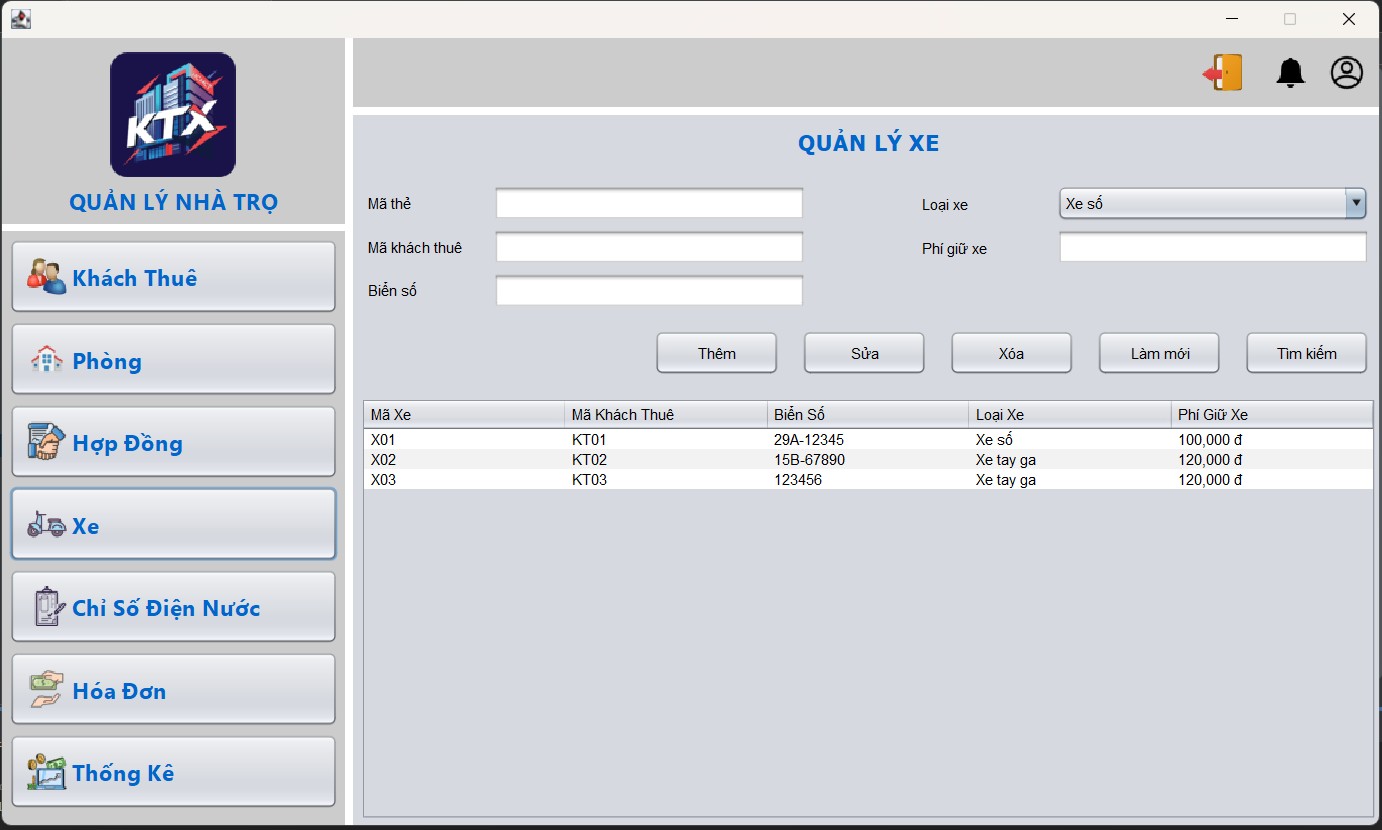 KTX
QUẢN LÝ NHÀ TRỌ
Khách Thuê
Phòng
Hợp Đồng
Xe
Chỉ Số Điện Nước
Hóa Đơn
Thống Kê
QUẢN LÝ XE
Mã thẻ
Loại xe
Xe số
Mã khách thuê
Phí giữ xe
Biển số
Thêm
Sửa
Xóa
Làm mới
Tìm kiếm
Mã Xe Mã Khách Thuê Biển Số Loại Xe Phí Giữ Xe
X01 KT01 29A-12345 Xe số 100,000 đ
X02 KT02 15B-67890 Xe tay ga 120,000 đ
X03 KT03 123456 Xe tay ga 120,000 đ